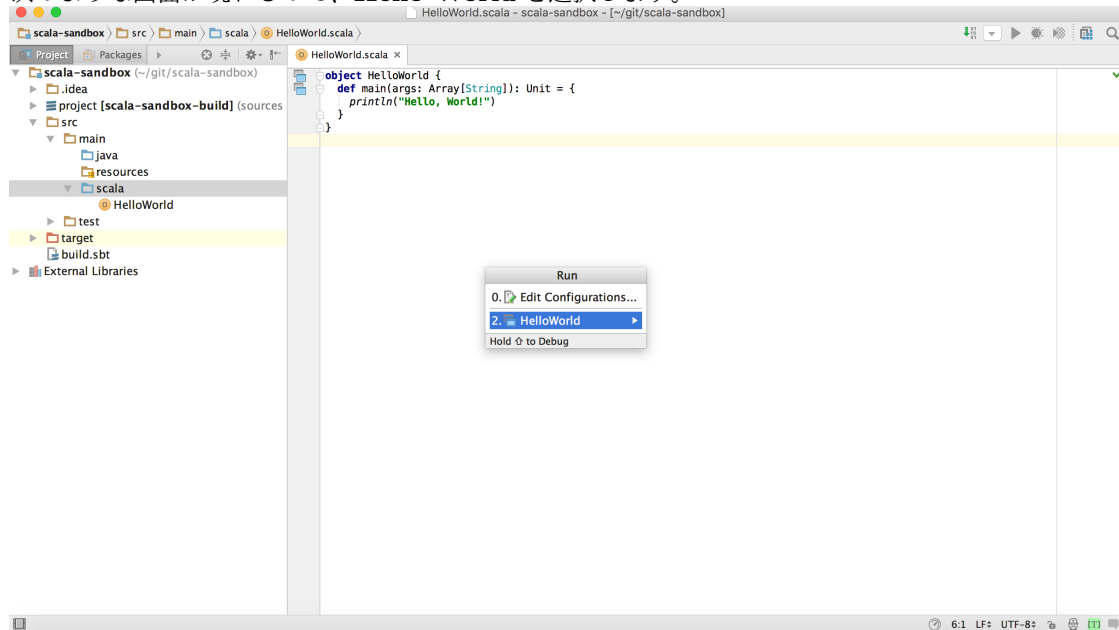 HelloWorld.scala - scala-sandbox - [~/git/scala-sandbox]
scala-sandbox src main scala HelloWorld.scala
Project Packages HelloWorld.scala ×
scala-sandbox (~/git/scala-sandbox)
.idea
project [scala-sandbox-build] (sources
src
main
java
resources
scala
HelloWorld
test
target
build.sbt
External Libraries
object HelloWorld {
def main(args: Array[String]): Unit = {
println("Hello, World!")
}
}
Run
0. Edit Configurations...
2. HelloWorld
Hold ⇧ to Debug
6:1 LF UTF-8 [T]